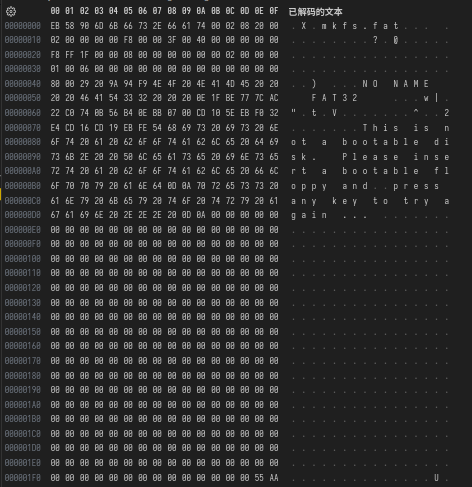 00 01 02 03 04 05 06 07 08 09 0A 0B 0C 0D 0E 0F 已解码的文本
00000000 EB 58 90 6D 6B 66 73 2E 66 61 74 00 02 08 20 00 . X . m k f s . f a t . . .   .
00000010 02 00 00 00 00 F8 00 00 3F 00 40 00 00 00 00 00 . . . . . . . . ? . @ . . . . .
00000020 F8 FF 1F 00 00 08 00 00 00 00 00 00 02 00 00 00 . . . . . . . . . . . . . . . .
00000030 01 00 06 00 00 00 00 00 00 00 00 00 00 00 00 00 . . . . . . . . . . . . . . . .
00000040 80 00 29 20 9A 94 F9 4E 4F 20 4E 41 4D 45 20 20 . . )   . . . N O   N A M E
00000050 20 20 46 41 54 33 32 20 20 20 0E 1F BE 77 7C AC     F A T 3 2       . . . w | .
00000060 22 C0 74 0B 56 B4 0E BB 07 00 CD 10 5E EB F0 32 " . t . V . . . . . . . ^ . . 2
00000070 E4 CD 16 CD 19 EB FE 54 68 69 73 20 69 73 20 6E . . . . . . . T h i s   i s   n
00000080 6F 74 20 61 20 62 6F 6F 74 61 62 6C 65 20 64 69 o t   a   b o o t a b l e   d i
00000090 73 6B 2E 20 20 50 6C 65 61 73 65 20 69 6E 73 65 s k .     P l e a s e   i n s e
000000A0 72 74 20 61 20 62 6F 6F 74 61 62 6C 65 20 66 6C r t   a   b o o t a b l e   f l
000000B0 6F 70 70 79 20 61 6E 64 0D 0A 70 72 65 73 73 20 o p p y   a n d . . p r e s s
000000C0 61 6E 79 20 6B 65 79 20 74 6F 20 74 72 79 20 61 a n y   k e y   t o   t r y   a
000000D0 67 61 69 6E 20 2E 2E 2E 20 0D 0A 00 00 00 00 00 g a i n   . . .   . . . . . . .
000000E0 00 00 00 00 00 00 00 00 00 00 00 00 00 00 00 00 . . . . . . . . . . . . . . . .
000000F0 00 00 00 00 00 00 00 00 00 00 00 00 00 00 00 00 . . . . . . . . . . . . . . . .
00000100 00 00 00 00 00 00 00 00 00 00 00 00 00 00 00 00 . . . . . . . . . . . . . . . .
00000110 00 00 00 00 00 00 00 00 00 00 00 00 00 00 00 00 . . . . . . . . . . . . . . . .
00000120 00 00 00 00 00 00 00 00 00 00 00 00 00 00 00 00 . . . . . . . . . . . . . . . .
00000130 00 00 00 00 00 00 00 00 00 00 00 00 00 00 00 00 . . . . . . . . . . . . . . . .
00000140 00 00 00 00 00 00 00 00 00 00 00 00 00 00 00 00 . . . . . . . . . . . . . . . .
00000150 00 00 00 00 00 00 00 00 00 00 00 00 00 00 00 00 . . . . . . . . . . . . . . . .
00000160 00 00 00 00 00 00 00 00 00 00 00 00 00 00 00 00 . . . . . . . . . . . . . . . .
00000170 00 00 00 00 00 00 00 00 00 00 00 00 00 00 00 00 . . . . . . . . . . . . . . . .
00000180 00 00 00 00 00 00 00 00 00 00 00 00 00 00 00 00 . . . . . . . . . . . . . . . .
00000190 00 00 00 00 00 00 00 00 00 00 00 00 00 00 00 00 . . . . . . . . . . . . . . . .
000001A0 00 00 00 00 00 00 00 00 00 00 00 00 00 00 00 00 . . . . . . . . . . . . . . . .
000001B0 00 00 00 00 00 00 00 00 00 00 00 00 00 00 00 00 . . . . . . . . . . . . . . . .
000001C0 00 00 00 00 00 00 00 00 00 00 00 00 00 00 00 00 . . . . . . . . . . . . . . . .
000001D0 00 00 00 00 00 00 00 00 00 00 00 00 00 00 00 00 . . . . . . . . . . . . . . . .
000001E0 00 00 00 00 00 00 00 00 00 00 00 00 00 00 00 00 . . . . . . . . . . . . . . . .
000001F0 00 00 00 00 00 00 00 00 00 00 00 00 00 00 55 AA . . . . . . . . . . . . . . U .